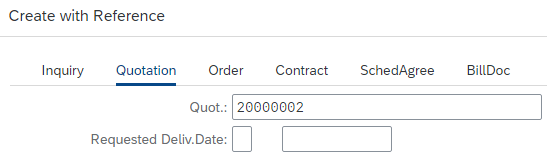 Create with Reference
Inquiry Quotation Order Contract SchedAgree BillDoc
Quot.: 20000002
Requested Deliv.Date: